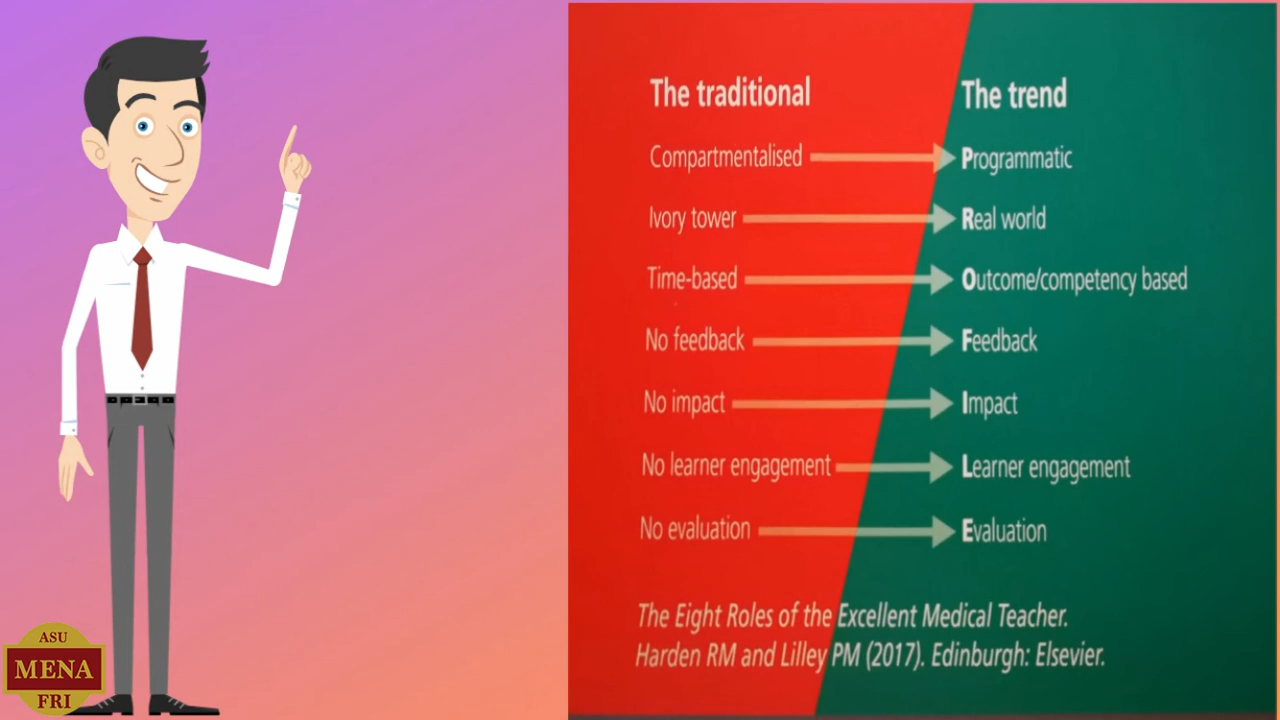 The traditional
The trend
Compartmentalised
Programmatic
Ivory tower
Real world
Time-based
Outcome/competency based
No feedback
Feedback
No impact
Impact
No learner engagement
Learner engagement
No evaluation
Evaluation
The Eight Roles of the Excellent Medical Teacher.
Harden RM and Lilley PM (2017). Edinburgh: Elsevier.
ASU
MENA
FRI